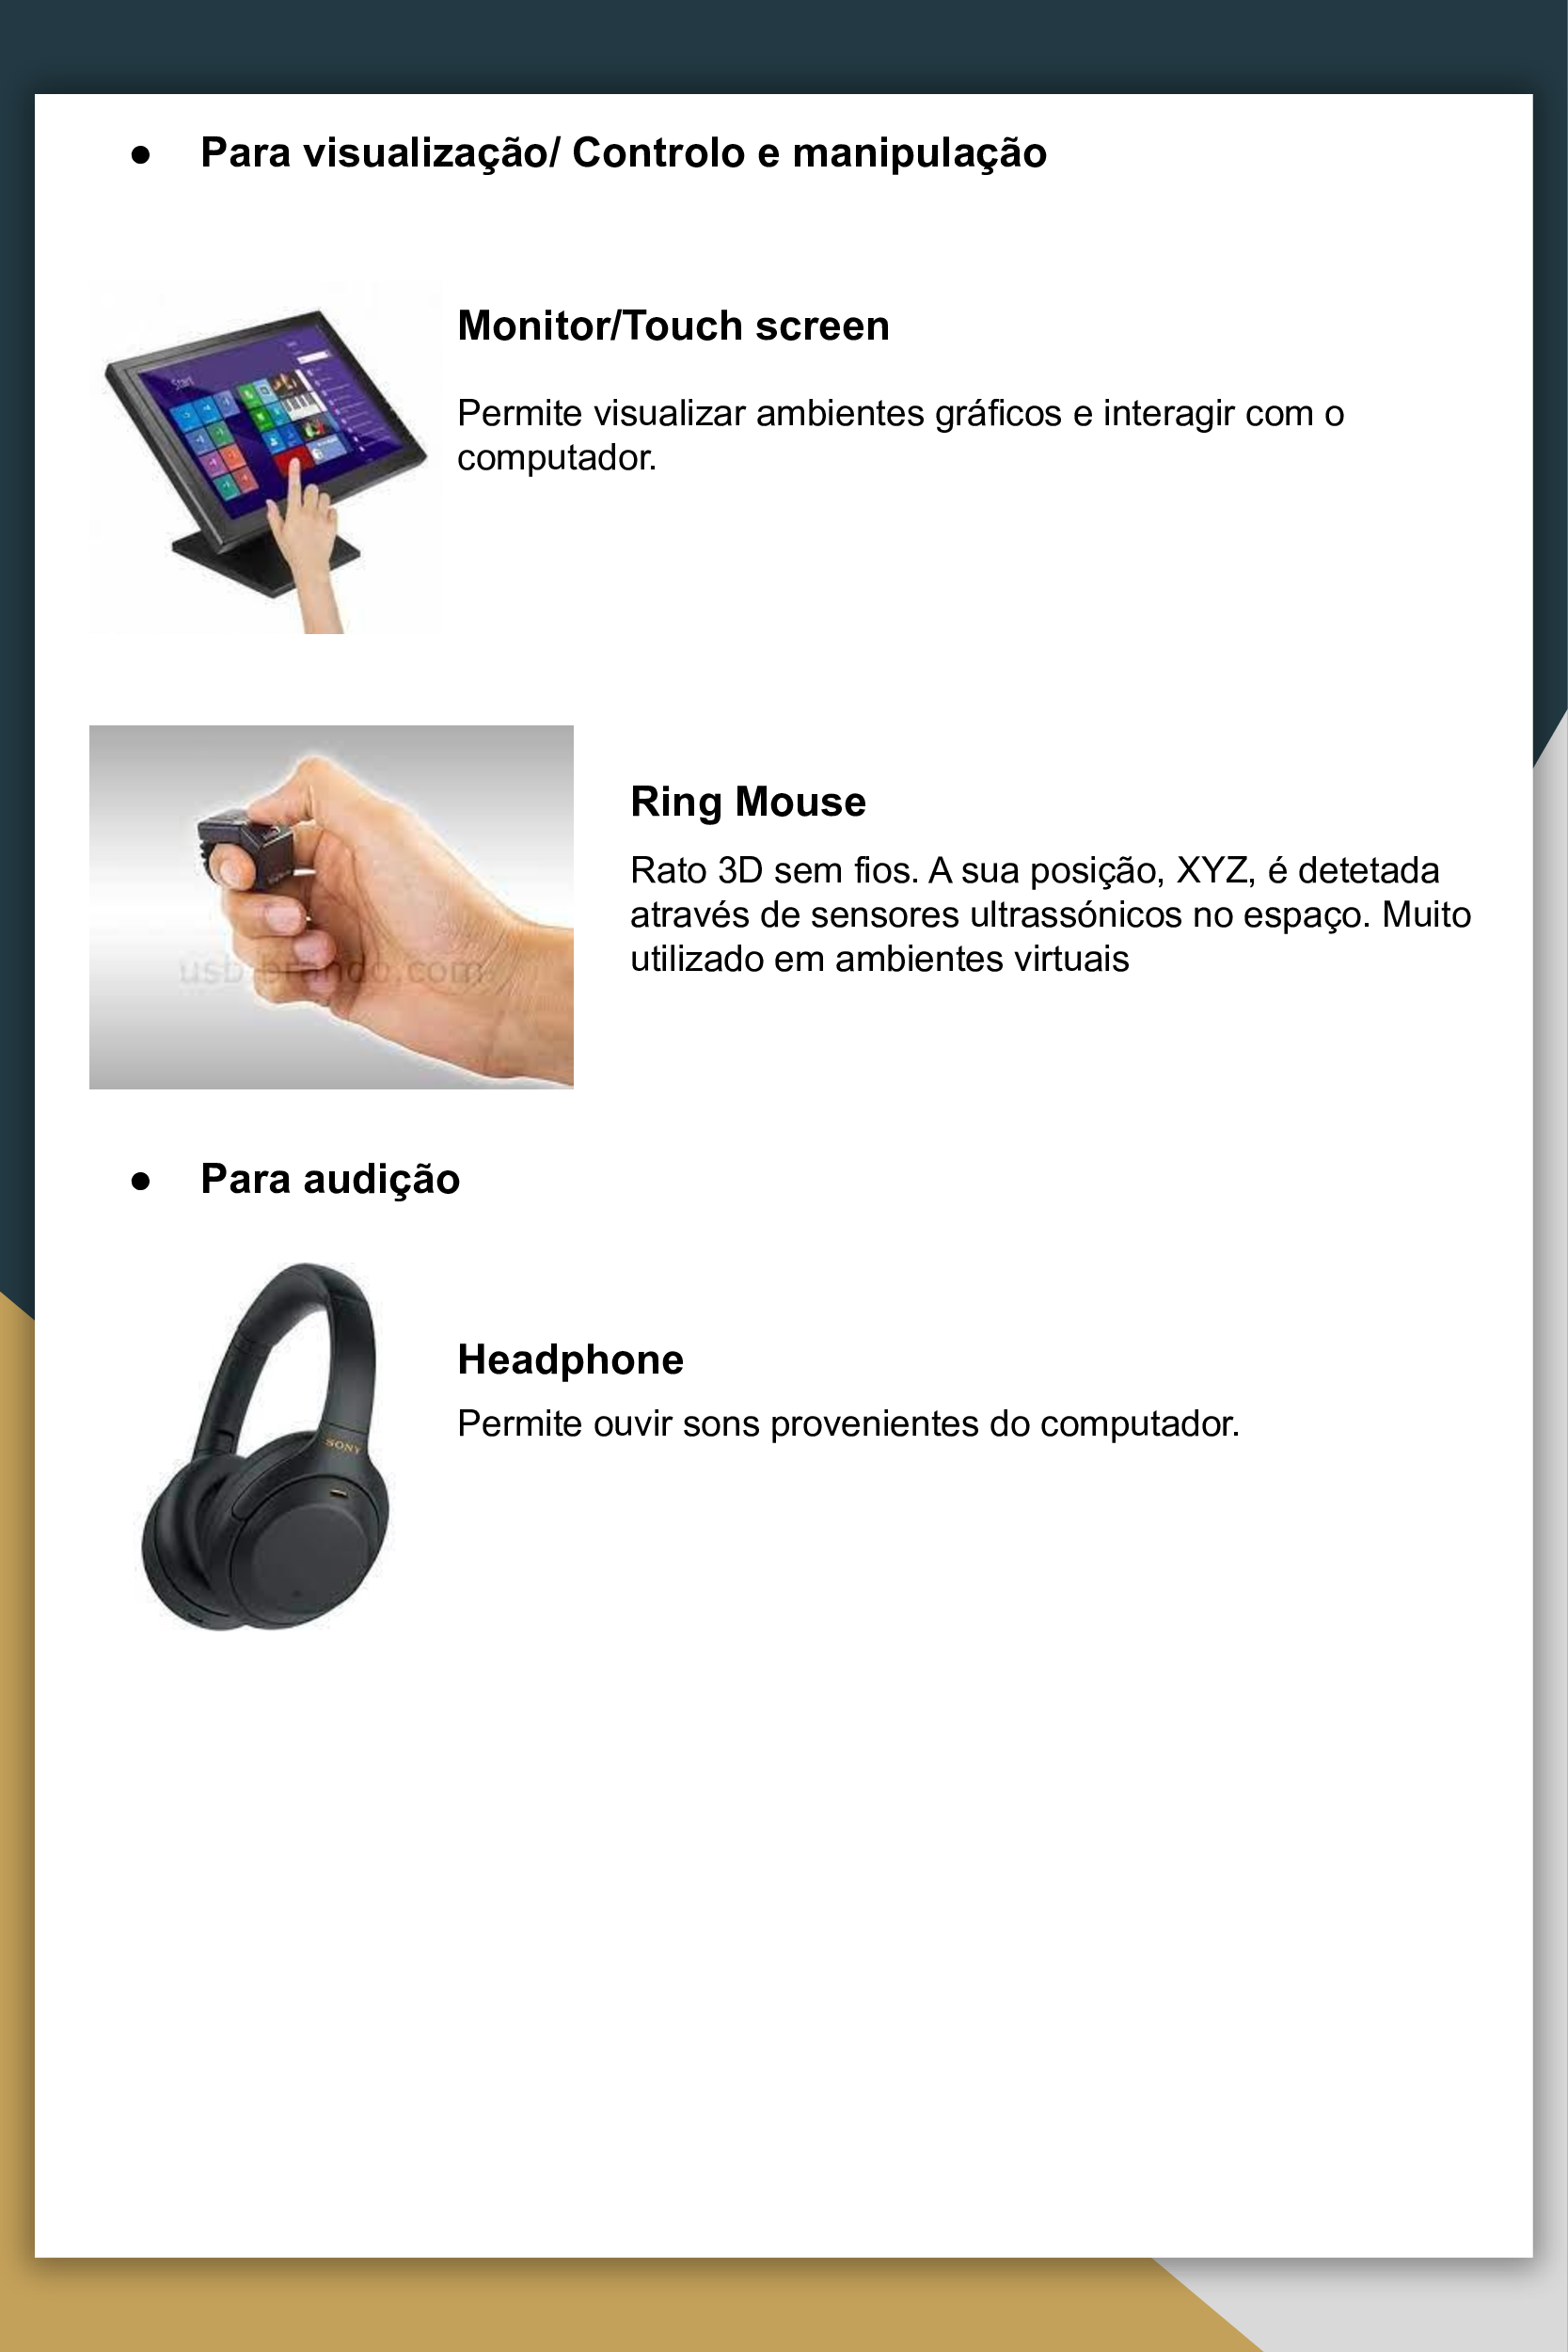 ● Para visualização/ Controlo e manipulação
Monitor/Touch screen
Permite visualizar ambientes gráficos e interagir com o
computador.
Start
Ring Mouse
Rato 3D sem fios. A sua posição, XYZ, é detetada
através de sensores ultrassónicos no espaço. Muito
utilizado em ambientes virtuais
usb.brando.com
● Para audição
Headphone
Permite ouvir sons provenientes do computador.
SONY